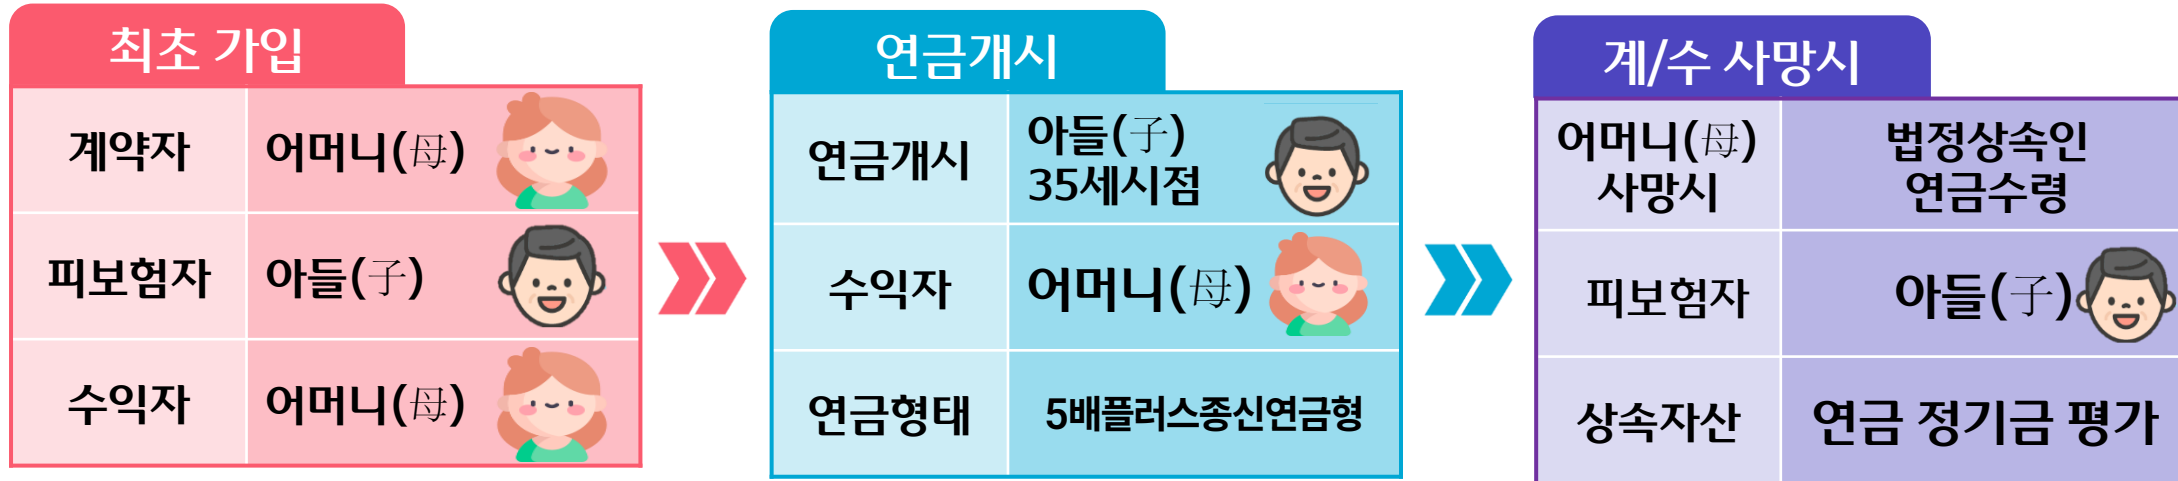 최초 가입
계약자 어머니(母)
피보험자 아들(子)
수익자 어머니(母)
연금개시
연금개시 아들(子)
35세시점
수익자 어머니(母)
연금형태 5배플러스종신연금형
계/수 사망시
어머니(母)
사망시
법정상속인
연금수령
피보험자 아들(子)
상속자산 연금 정기금 평가